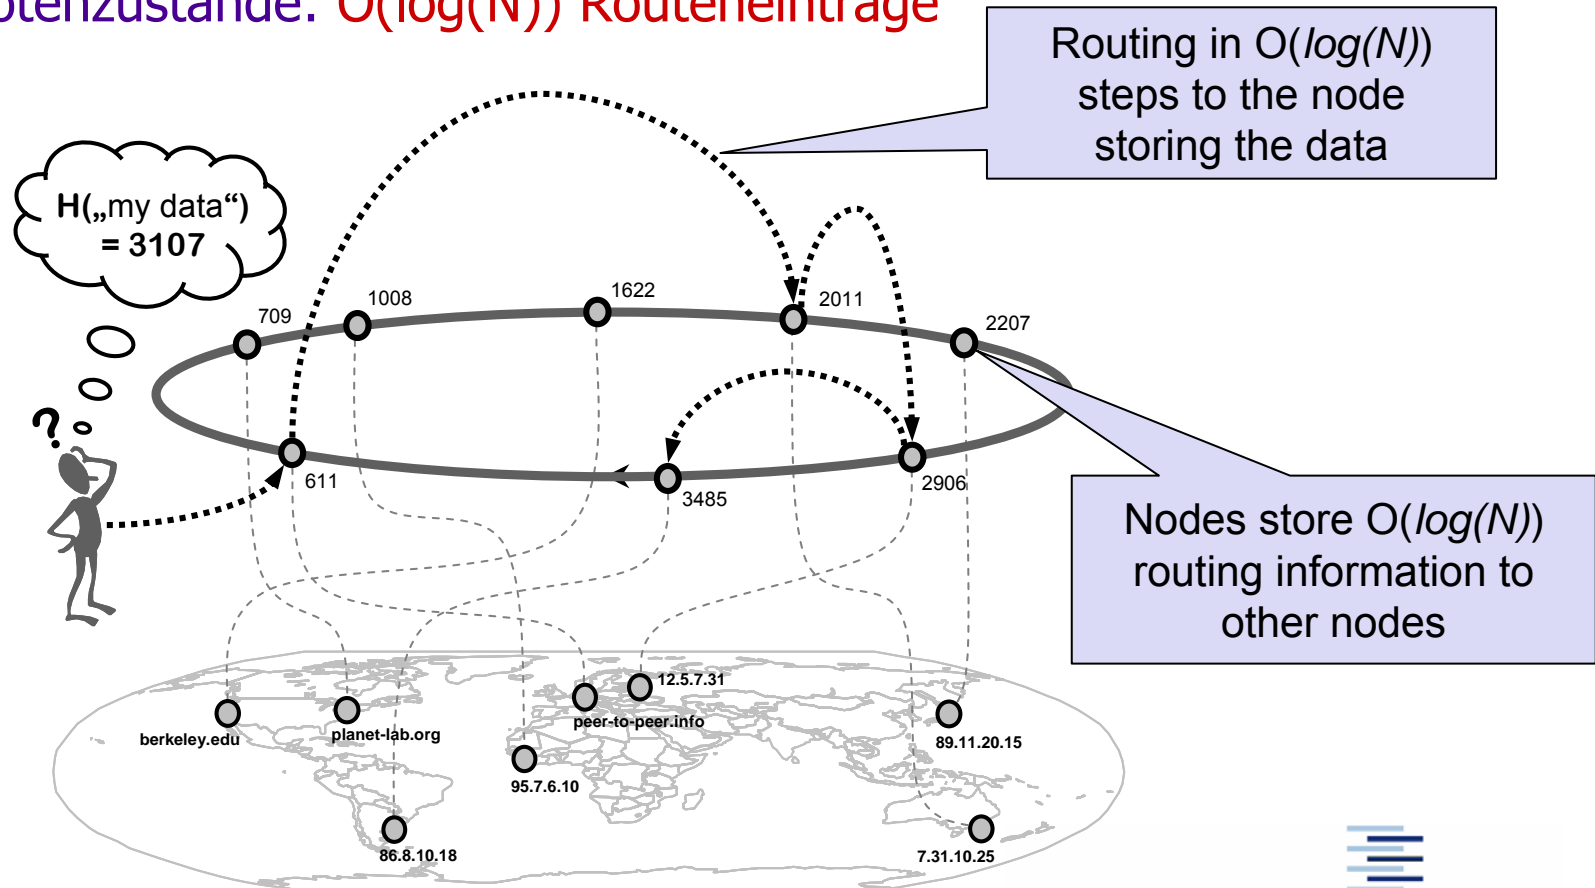 otenzustände: O(log(N)) Routeneinträge
Routing in O(log(N))
steps to the node
storing the data
H(„my data“)
= 3107
709
1008
1622
2011
2207
?
611
3485
2906
Nodes store O(log(N))
routing information to
other nodes
12.5.7.31
peer-to-peer.info
berkeley.edu
planet-lab.org
89.11.20.15
95.7.6.10
86.8.10.18
7.31.10.25